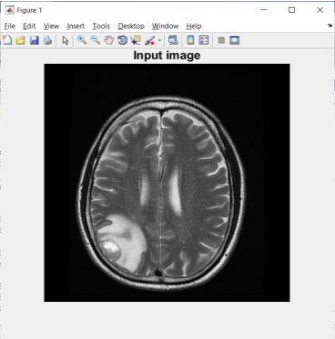 Figure 1
File Edit View Insert Tools Desktop Window Help
Input image